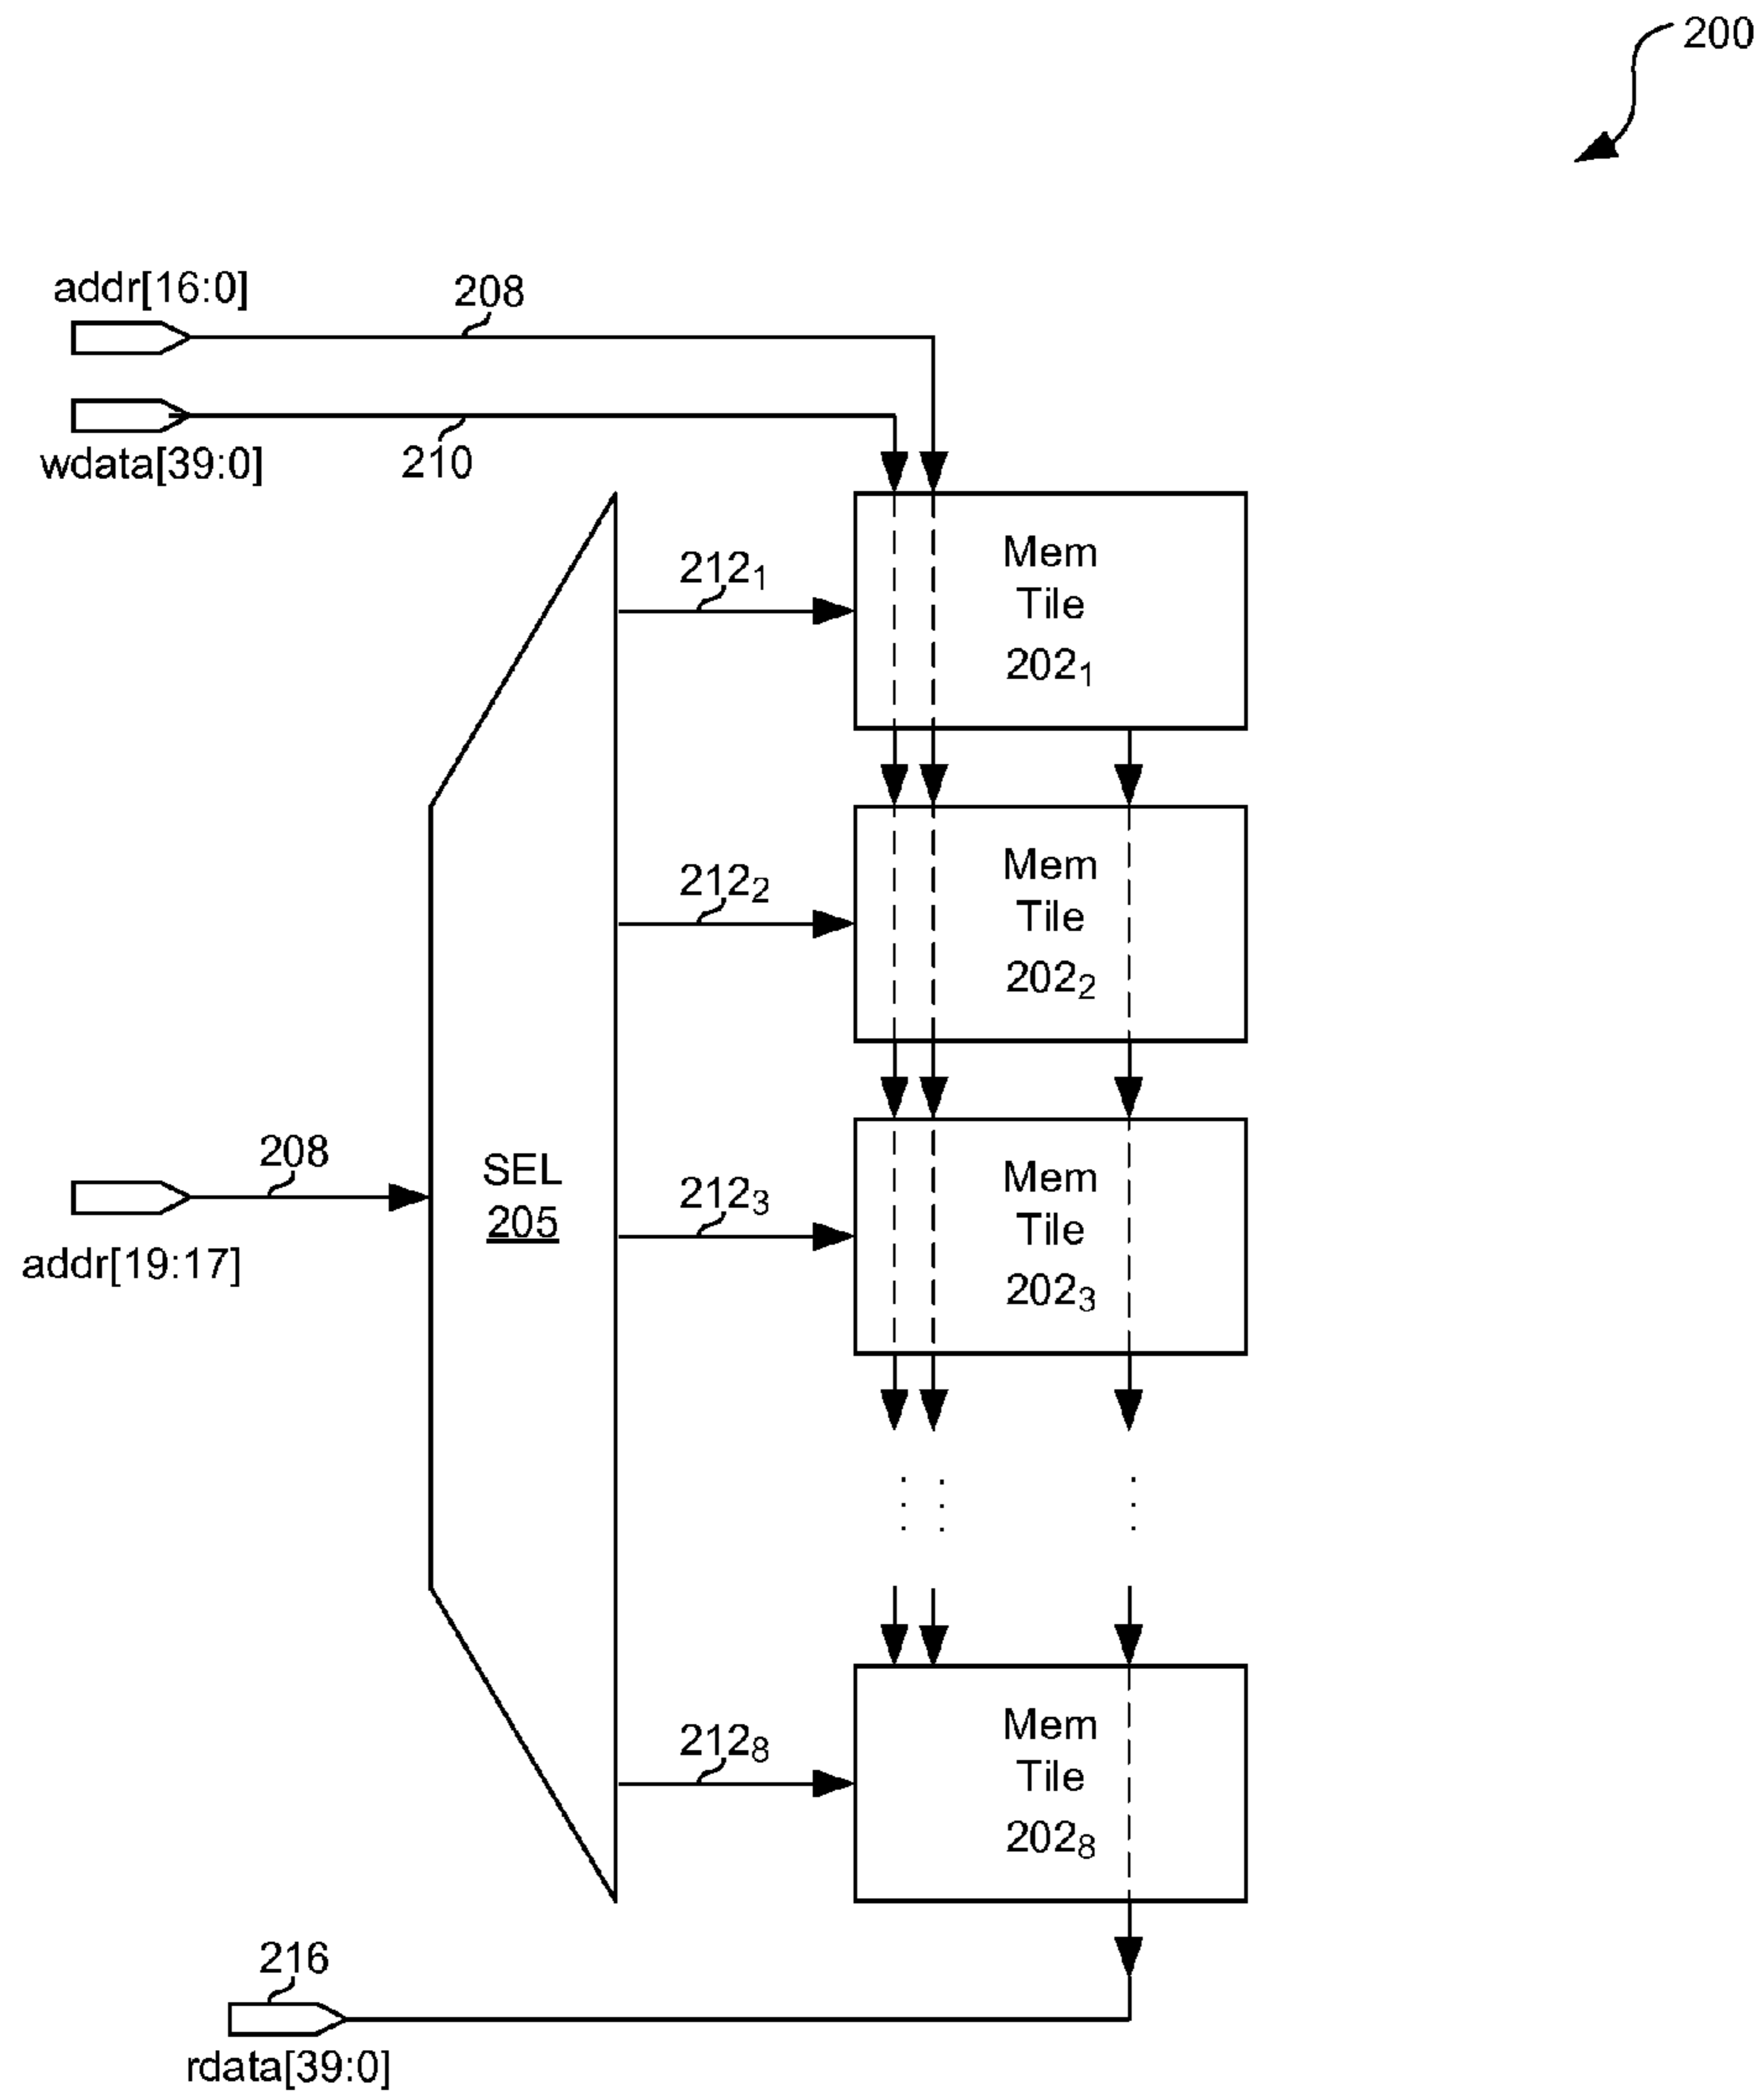 200
addr[16:0]
208
wdata[39:0]
210
212₁
Mem
Tile
202₁
212₂
Mem
Tile
202₂
208
addr[19:17]
SEL
205
212₃
Mem
Tile
202₃
212₈
Mem
Tile
202₈
216
rdata[39:0]